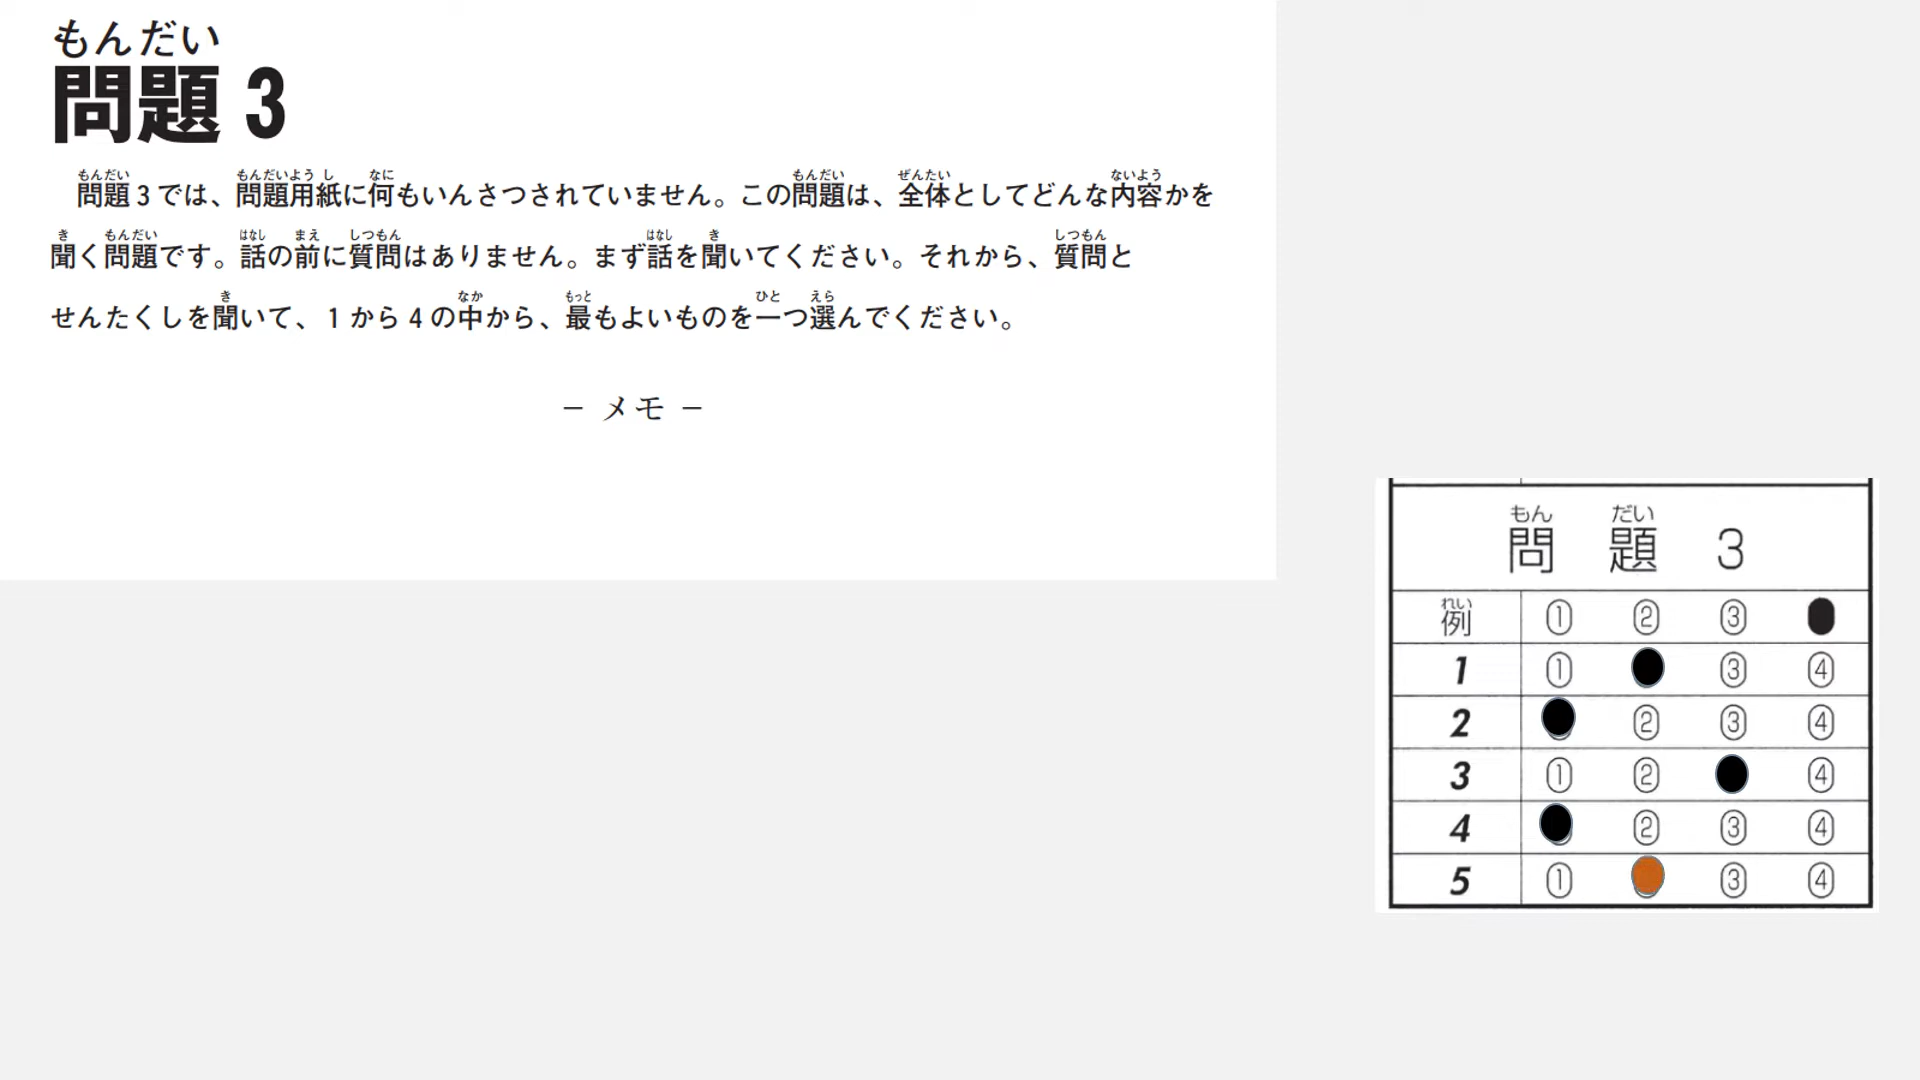 もんだい
問題 3
もんだい もんだいようし なに もんだい ぜんたい ないよう
問題 3 では、問題用紙に何もいんさつされていません。この問題は、全体としてどんな内容かを
き もんだい はなし まえ しつもん はなし き しつもん
聞く問題です。話の前に質問はありません。まず話を聞いてください。それから、質問と
き なか もっと ひと えら
せんたくしを聞いて、1 から 4 の中から、最もよいものを一つ選んでください。
− メモ −
もん だい
問 題 3
れい
例 ① ② ③
1 ① ③ ④
2 ② ③ ④
3 ① ② ④
4 ② ③ ④
5 ① ③ ④